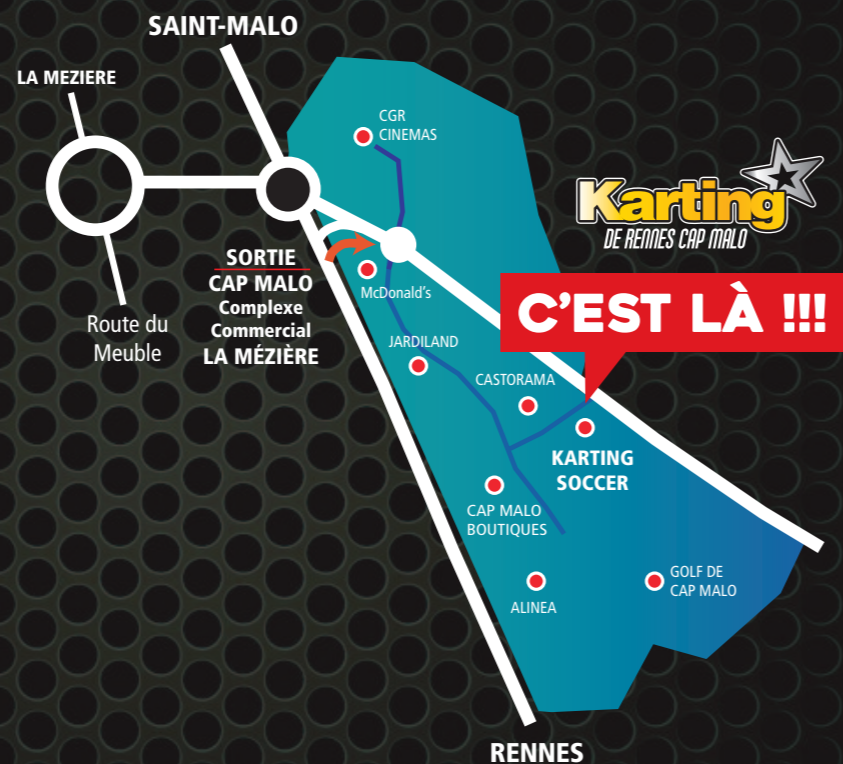 SAINT-MALO
LA MEZIERE
CGR
CINEMAS
Karting
DE RENNES CAP MALO
SORTIE
CAP MALO
Complexe
Commercial
LA MÉZIÈRE
McDonald's
C'EST LÀ !!!
Route du
Meuble
JARDILAND
CASTORAMA
KARTING
SOCCER
CAP MALO
BOUTIQUES
GOLF DE
CAP MALO
ALINEA
RENNES